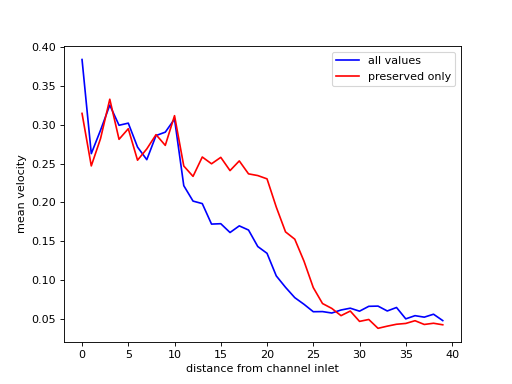 0.40
0.35
0.30
0.25
0.20
0.15
0.10
0.05
mean velocity
all values
preserved only
0 5 10 15 20 25 30 35 40
distance from channel inlet